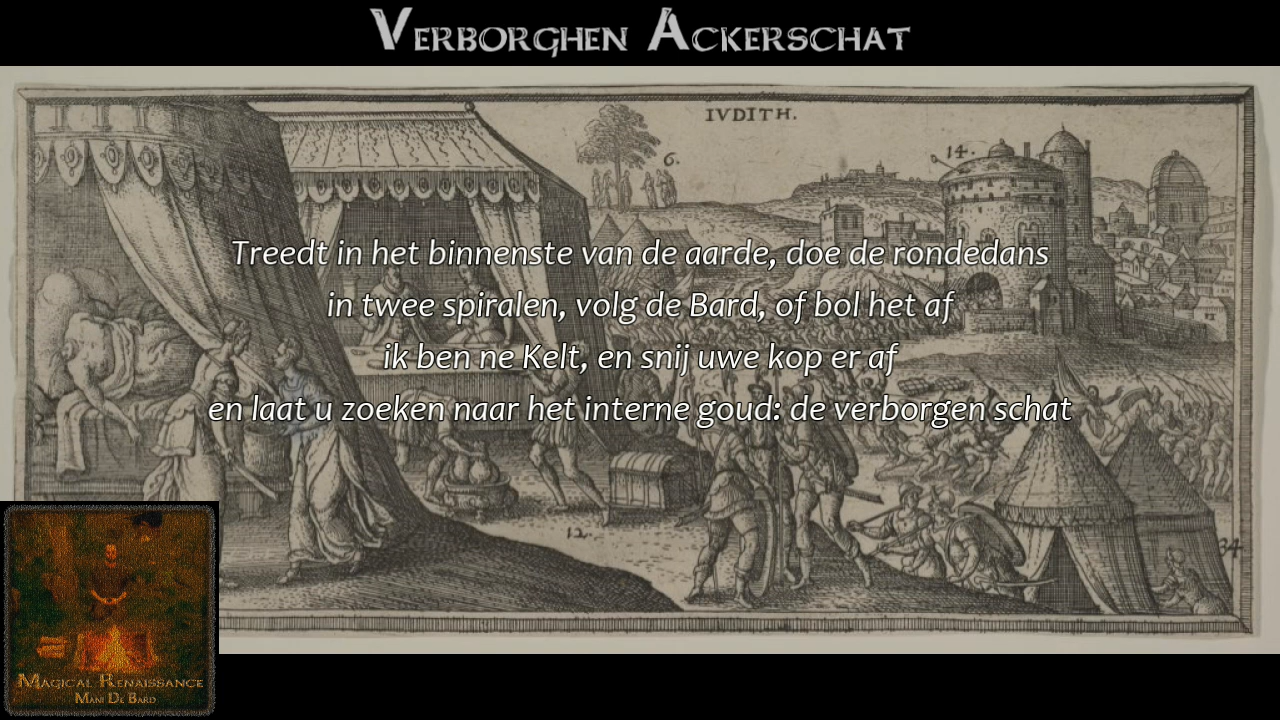 Verborghen Ackerschat
IVDITH.
6.
14.
Treedt in het binnenste van de aarde, doe de rondedans
in twee spiralen, volg de Bard, of bol het af
ik ben ne Kelt, en snij uwe kop er af
en laat u zoeken naar het interne goud: de verborgen schat
12.
34.
Magical Renaissance
Mani De Bard